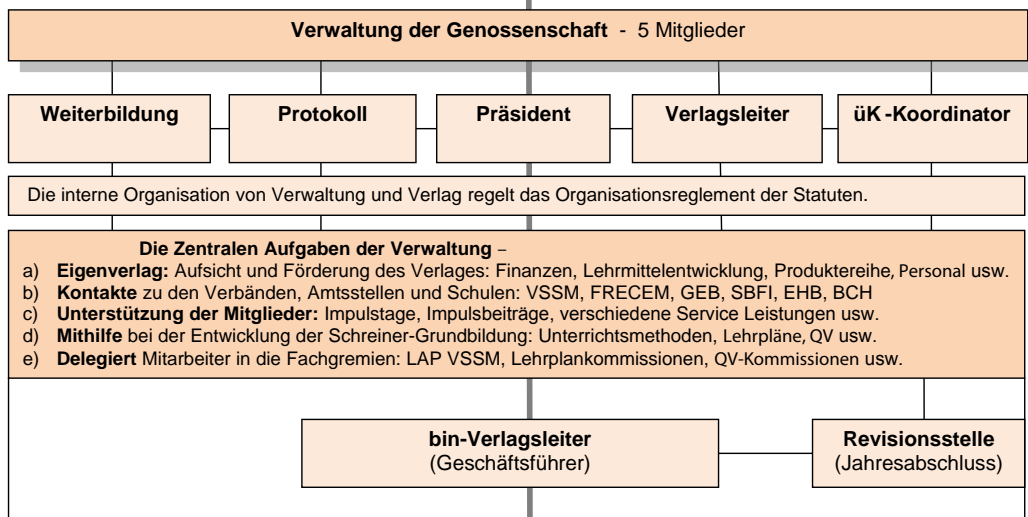 Verwaltung der Genossenschaft - 5 Mitglieder
Weiterbildung
Protokoll
Präsident
Verlagsleiter
üK-Koordinator
Die interne Organisation von Verwaltung und Verlag regelt das Organisationsreglement der Statuten.
Die Zentralen Aufgaben der Verwaltung –
a) Eigenverlag: Aufsicht und Förderung des Verlages: Finanzen, Lehrmittelentwicklung, Produktereihe, Personal usw.
b) Kontakte zu den Verbänden, Amtsstellen und Schulen: VSSM, FRECEM, GEB, SBFI, EHB, BCH
c) Unterstützung der Mitglieder: Impulstage, Impulsbeiträge, verschiedene Service Leistungen usw.
d) Mithilfe bei der Entwicklung der Schreiner-Grundbildung: Unterrichtsmethoden, Lehrpläne, QV usw.
e) Delegiert Mitarbeiter in die Fachgremien: LAP VSSM, Lehrplankommissionen, QV-Kommissionen usw.
bin-Verlagsleiter
(Geschäftsführer)
Revisionsstelle
(Jahresabschluss)